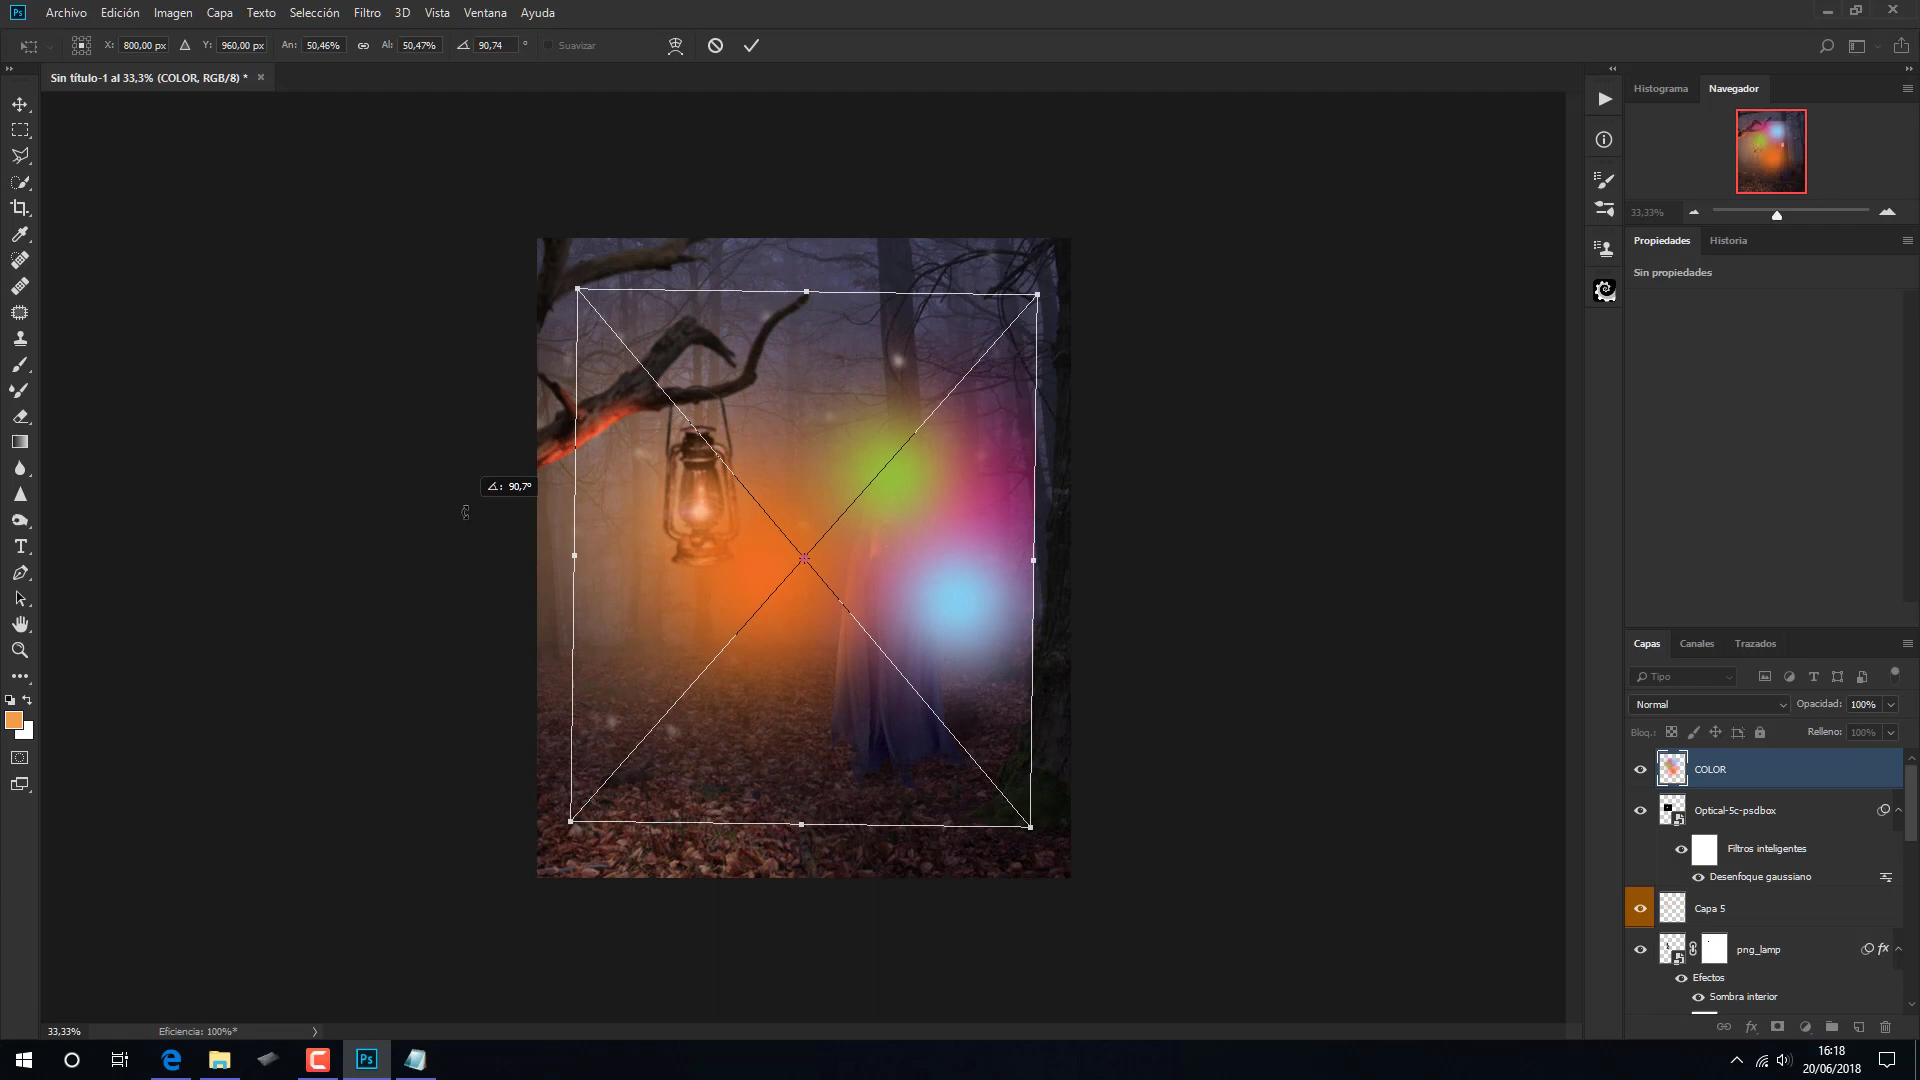 Ps Archivo Edición Imagen Capa Texto Selección Filtro 3D Vista Ventana Ayuda
X: 800,00 px Y: 960,00 px An: 50,46% Al: 50,47% 90,74 ° Suavizar
Sin título-1 al 33,3% (COLOR, RGB/8) * ×
Histograma Navegador
33,33%
Propiedades Historia
Sin propiedades
: 90,7°
T
Capas Canales Trazados
Tipo
T
Normal Opacidad: 100%
Bloq.: Relleno: 100%
COLOR
Optical-5c-psdbox
Filtros inteligentes
Desenfoque gaussiano
Capa 5
png_lamp fx
Efectos
Sombra interior
fx
33,33% Eficiencia: 100%*
Ps
16:18
20/06/2018